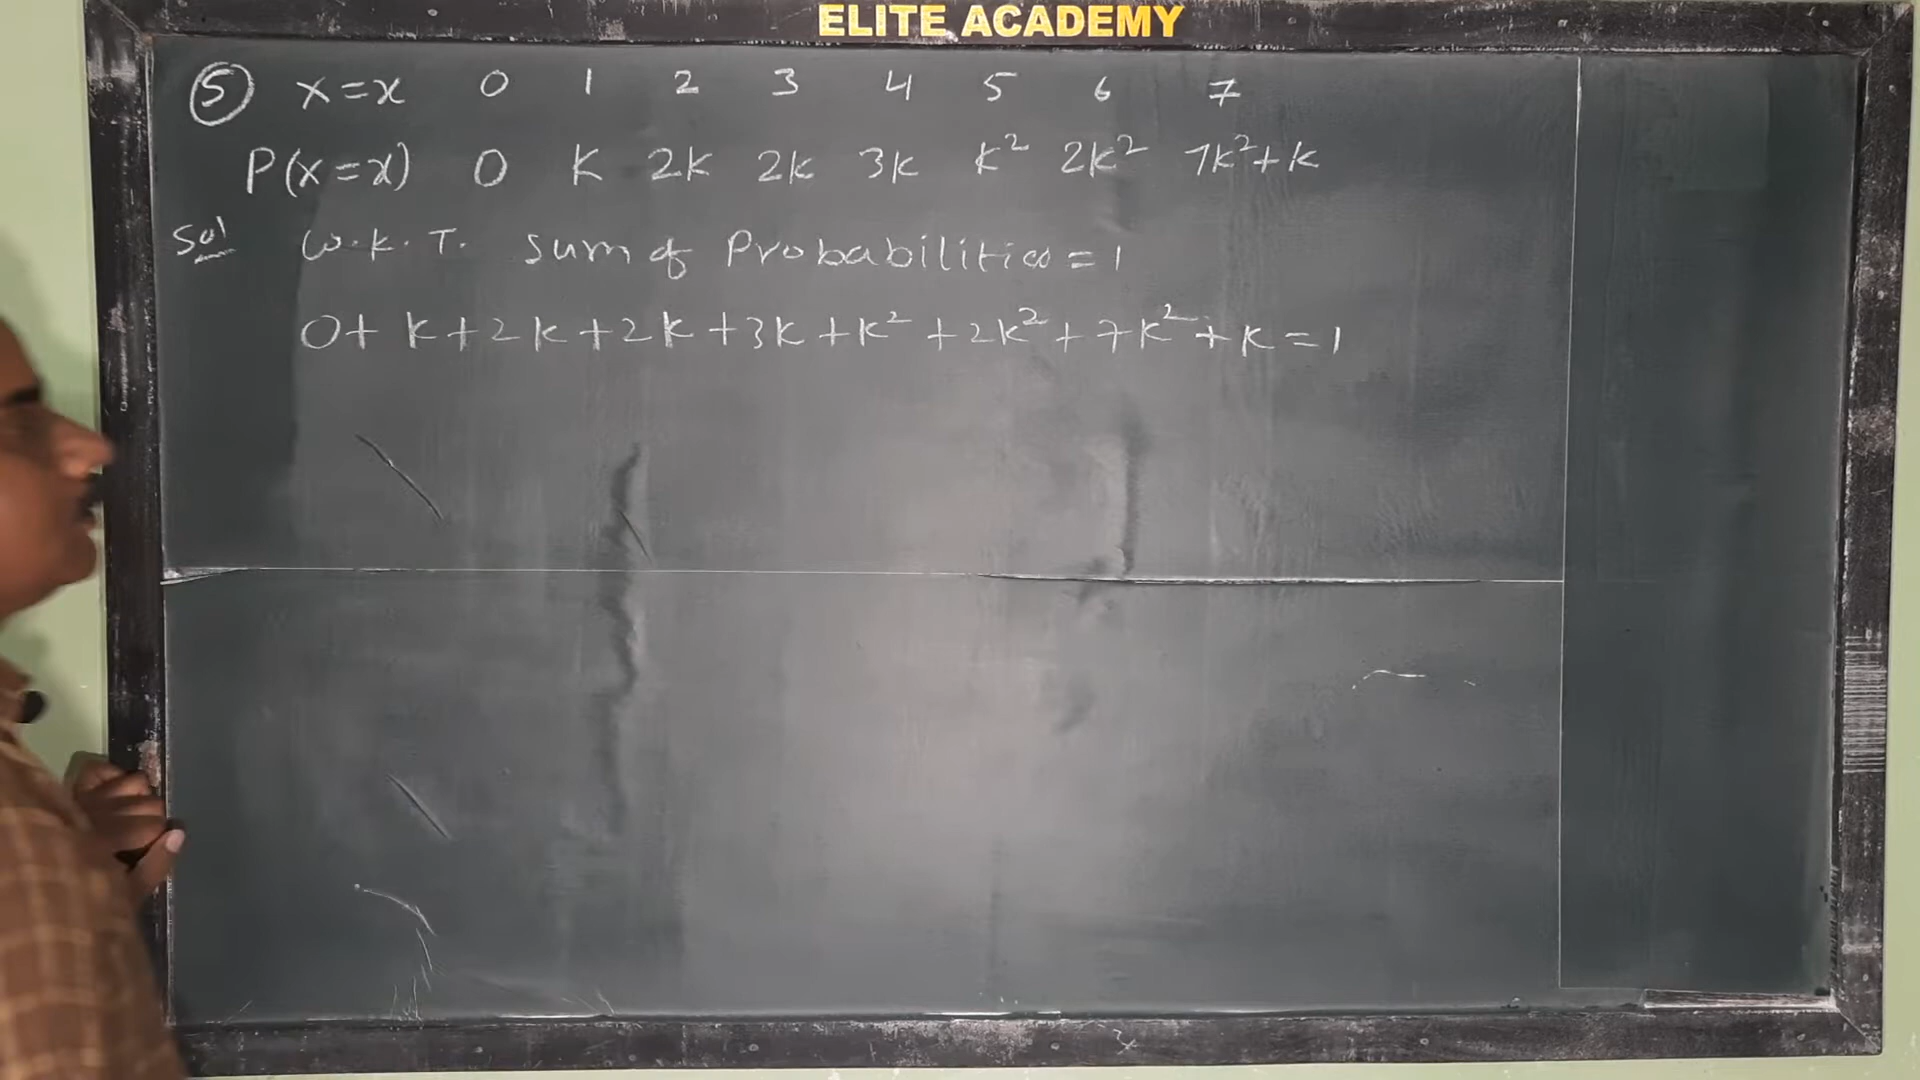 ELITE ACADEMY
⑤ X=x 0 1 2 3 4 5 6 7
P(X=x) 0 K 2K 2K 3K K² 2K² 7K²+K
Sol W.K.T. Sum of Probabilities = 1
0+ K+2K+2K+3K+K²+2K²+7K²+K=1